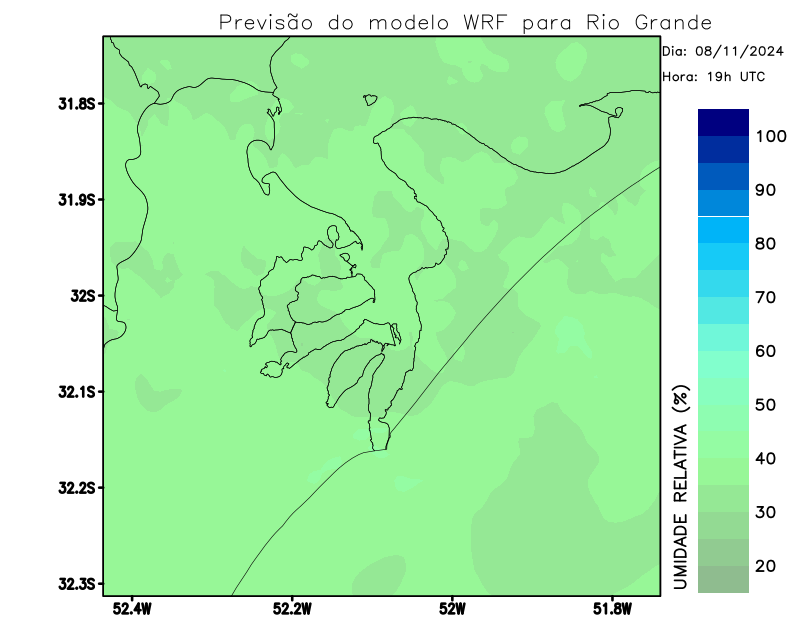 Previsão do modelo WRF para Rio Grande
Dia: 08/11/2024
Hora: 19h UTC
31.8S
31.9S
32S
32.1S
32.2S
32.3S
52.4W
52.2W
52W
51.8W
100
90
80
70
60
50
40
30
20
UMIDADE RELATIVA (%)